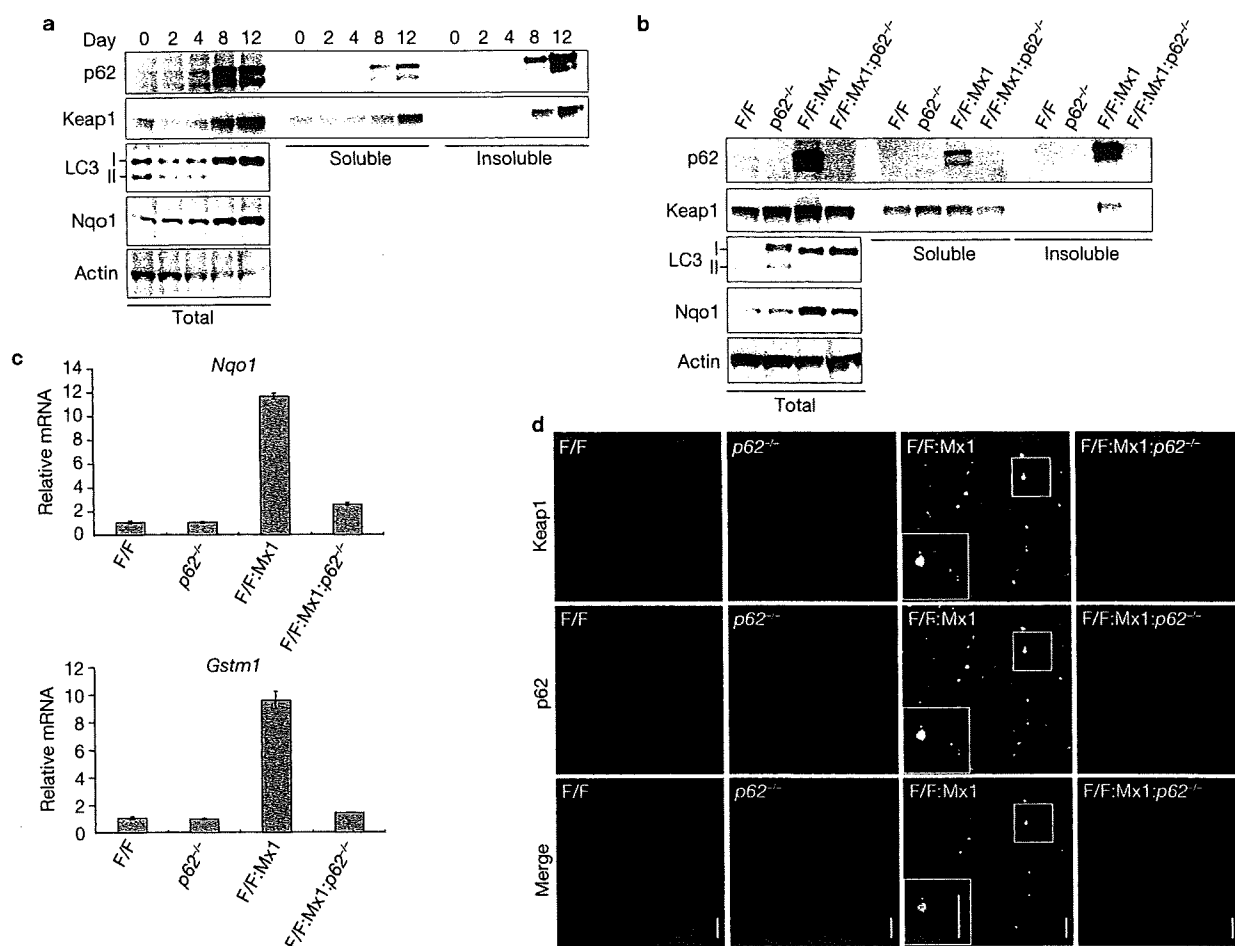 a
Day 0 2 4 8 12 0 2 4 8 12 0 2 4 8 12
p62
Keap1
Soluble Insoluble
LC3 I
II
Nqo1
Actin
Total
b
F/F p62⁻/⁻ F/F:Mx1 F/F:Mx1:p62⁻/⁻ F/F p62⁻/⁻ F/F:Mx1 F/F:Mx1:p62⁻/⁻ F/F p62⁻/⁻ F/F:Mx1 F/F:Mx1:p62⁻/⁻
p62
Keap1
Soluble Insoluble
LC3 I
II
Nqo1
Actin
Total
c
Nqo1
Relative mRNA
14
12
10
8
6
4
2
0
F/F p62⁻/⁻ F/F:Mx1 F/F:Mx1:p62⁻/⁻
Gstm1
Relative mRNA
12
10
8
6
4
2
0
F/F p62⁻/⁻ F/F:Mx1 F/F:Mx1:p62⁻/⁻
d
Keap1
F/F p62⁻/⁻ F/F:Mx1 F/F:Mx1:p62⁻/⁻
p62
F/F p62⁻/⁻ F/F:Mx1 F/F:Mx1:p62⁻/⁻
Merge
F/F p62⁻/⁻ F/F:Mx1 F/F:Mx1:p62⁻/⁻